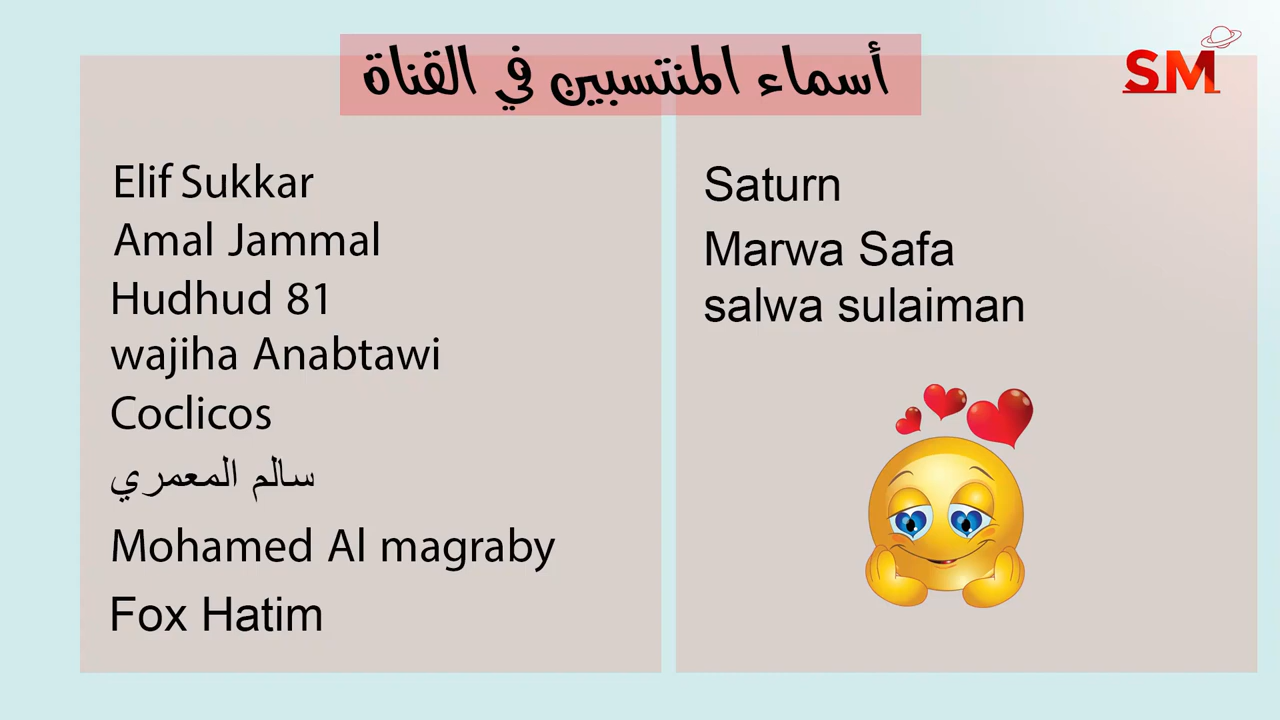 أسماء المنتسبين في القناة
SM
Elif Sukkar
Amal Jammal
Hudhud 81
wajiha Anabtawi
Coclicos
سالم المعمري
Mohamed Al magraby
Fox Hatim
Saturn
Marwa Safa
salwa sulaiman